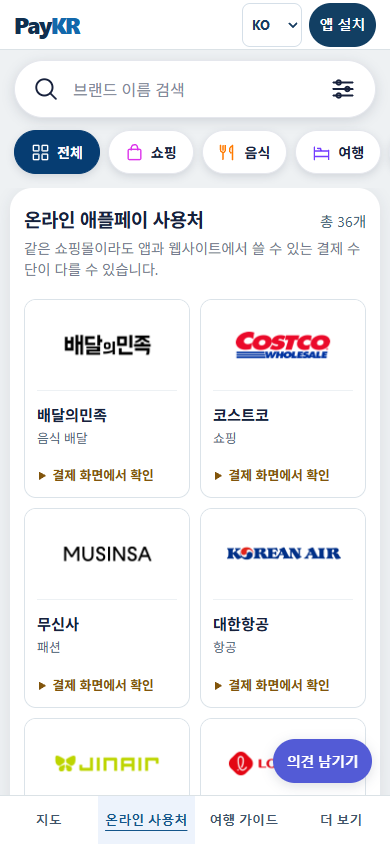 PayKR
KO
앱 설치
브랜드 이름 검색
전체
쇼핑
음식
여행
온라인 애플페이 사용처
총 36개
같은 쇼핑몰이라도 앱과 웹사이트에서 쓸 수 있는 결제 수
단이 다를 수 있습니다.
배달의민족
COSTCO
WHOLESALE
배달의민족
음식 배달
▶ 결제 화면에서 확인
코스트코
쇼핑
▶ 결제 화면에서 확인
MUSINSA
KOREAN AIR
무신사
패션
▶ 결제 화면에서 확인
대한항공
항공
▶ 결제 화면에서 확인
JINAIR
의견 남기기
지도
온라인 사용처
여행 가이드
더 보기